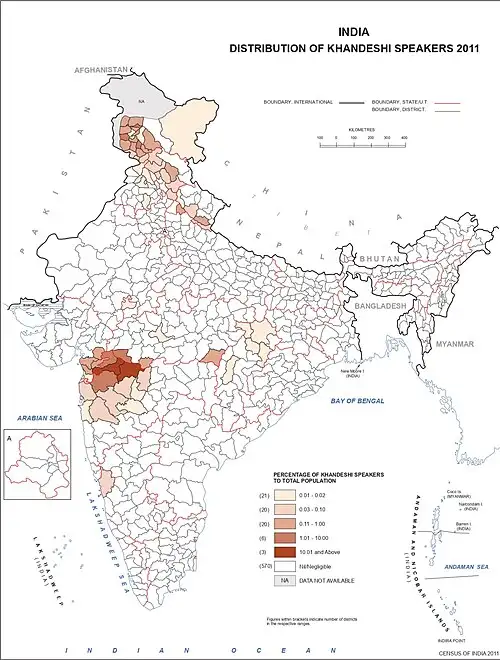 INDIA
DISTRIBUTION OF KHANDESHI SPEAKERS 2011
AFGHANISTAN
BOUNDARY, INTERNATIONAL
BOUNDARY, STATE/U.T.
BOUNDARY, DISTRICT.
KILOMETRES
100 0 100 200 300 400
NA
PAKISTAN
CHINA
NEPAL
BHUTAN
BANGLADESH
MYANMAR
New Moore I.
(INDIA)
BAY OF BENGAL
ARABIAN SEA
A
A
PERCENTAGE OF KHANDESHI SPEAKERS
TO TOTAL POPULATION
(21) 0.01 - 0.02
(20) 0.03 - 0.10
(20) 0.11 - 1.00
(6) 1.01 - 10.00
(3) 10.01 and Above
(570) Nil/Negligible
NA DATA NOT AVAILABLE
Figures within brackets indicate number of districts
in the respective ranges.
LAKSHADWEEP SEA
LAKSHADWEEP
(INDIA)
Coco Is
(MYANMAR)
Narcondam I.
(INDIA)
Barren I.
(INDIA)
ANDAMAN AND NICOBAR ISLANDS
(INDIA)
ANDAMAN SEA
INDIRA POINT
INDIAN OCEAN
CENSUS OF INDIA 2011